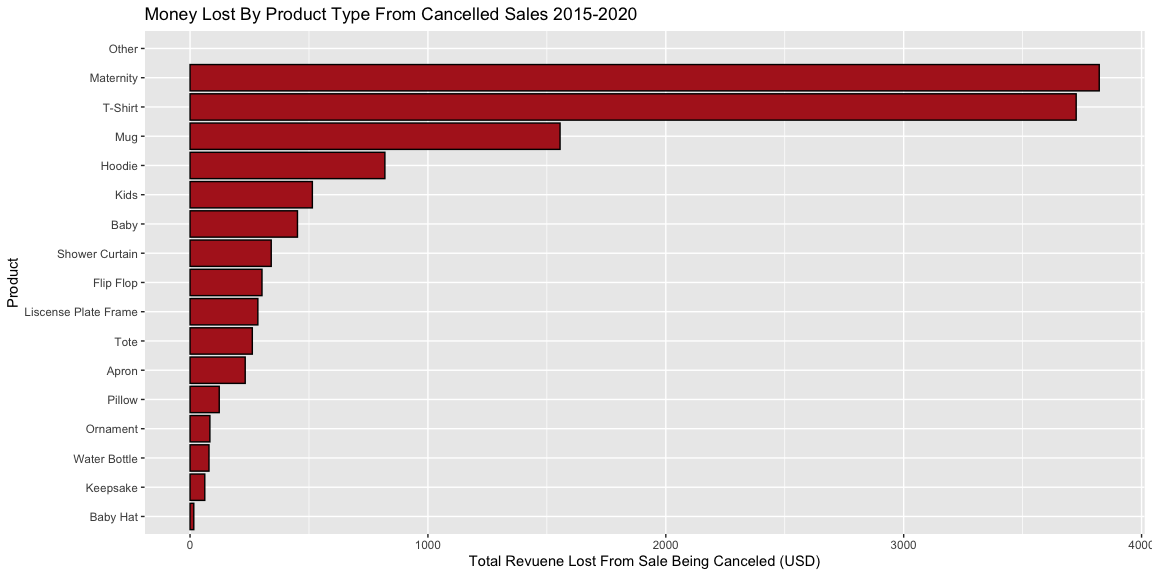 Money Lost By Product Type From Cancelled Sales 2015-2020
Product
Other
Maternity
T-Shirt
Mug
Hoodie
Kids
Baby
Shower Curtain
Flip Flop
Liscense Plate Frame
Tote
Apron
Pillow
Ornament
Water Bottle
Keepsake
Baby Hat
0 1000 2000 3000 4000
Total Revuene Lost From Sale Being Canceled (USD)